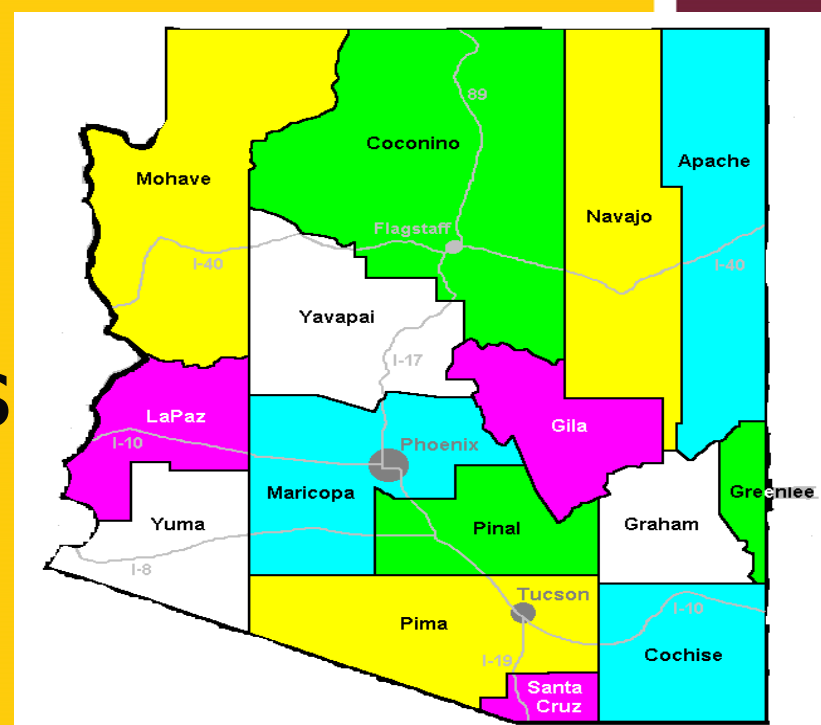 89
Coconino
Apache
Mohave
Navajo
Flagstaff
I-40
I-40
Yavapai
I-17
S
LaPaz
Gila
I-10
Phoenix
Maricopa
Greenlee
Yuma
Pinal
Graham
I-8
Tucson
Pima
I-10
Cochise
I-19
Santa
Cruz